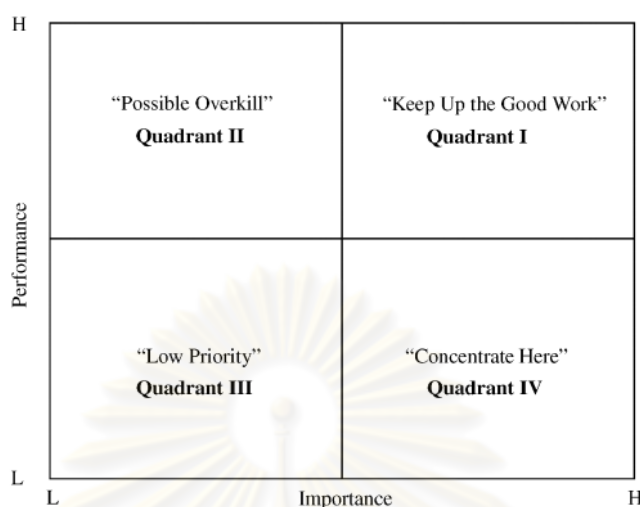 H
“Possible Overkill”
Quadrant II
“Keep Up the Good Work”
Quadrant I
Performance
“Low Priority”
Quadrant III
“Concentrate Here”
Quadrant IV
L
L
Importance
H